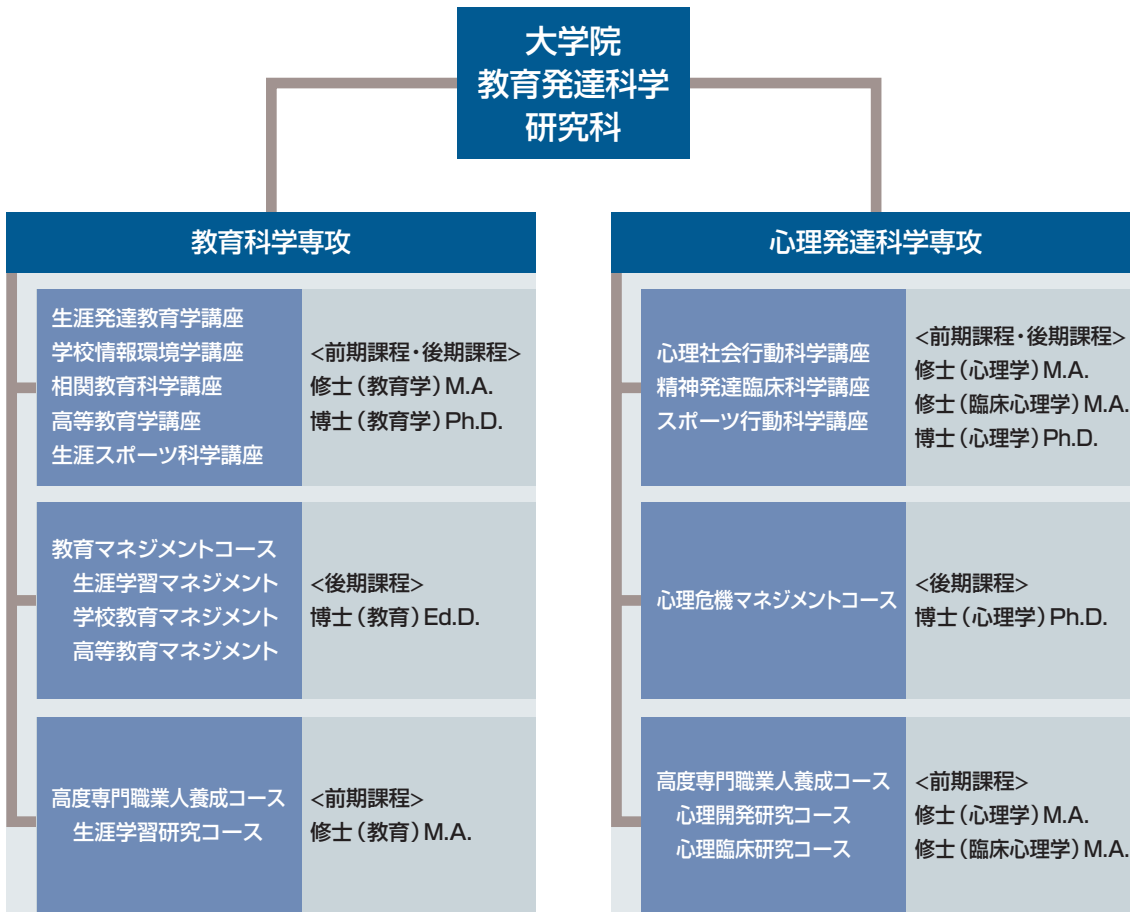 大学院
教育発達科学
研究科
教育科学専攻
生涯発達教育学講座
学校情報環境学講座
相関教育科学講座
高等教育学講座
生涯スポーツ科学講座
<前期課程・後期課程>
修士（教育学）M.A.
博士（教育学）Ph.D.
教育マネジメントコース
生涯学習マネジメント
学校教育マネジメント
高等教育マネジメント
<後期課程>
博士（教育）Ed.D.
高度専門職業人養成コース
生涯学習研究コース
<前期課程>
修士（教育）M.A.
心理発達科学専攻
心理社会行動科学講座
精神発達臨床科学講座
スポーツ行動科学講座
<前期課程・後期課程>
修士（心理学）M.A.
修士（臨床心理学）M.A.
博士（心理学）Ph.D.
心理危機マネジメントコース
<後期課程>
博士（心理学）Ph.D.
高度専門職業人養成コース
心理開発研究コース
心理臨床研究コース
<前期課程>
修士（心理学）M.A.
修士（臨床心理学）M.A.